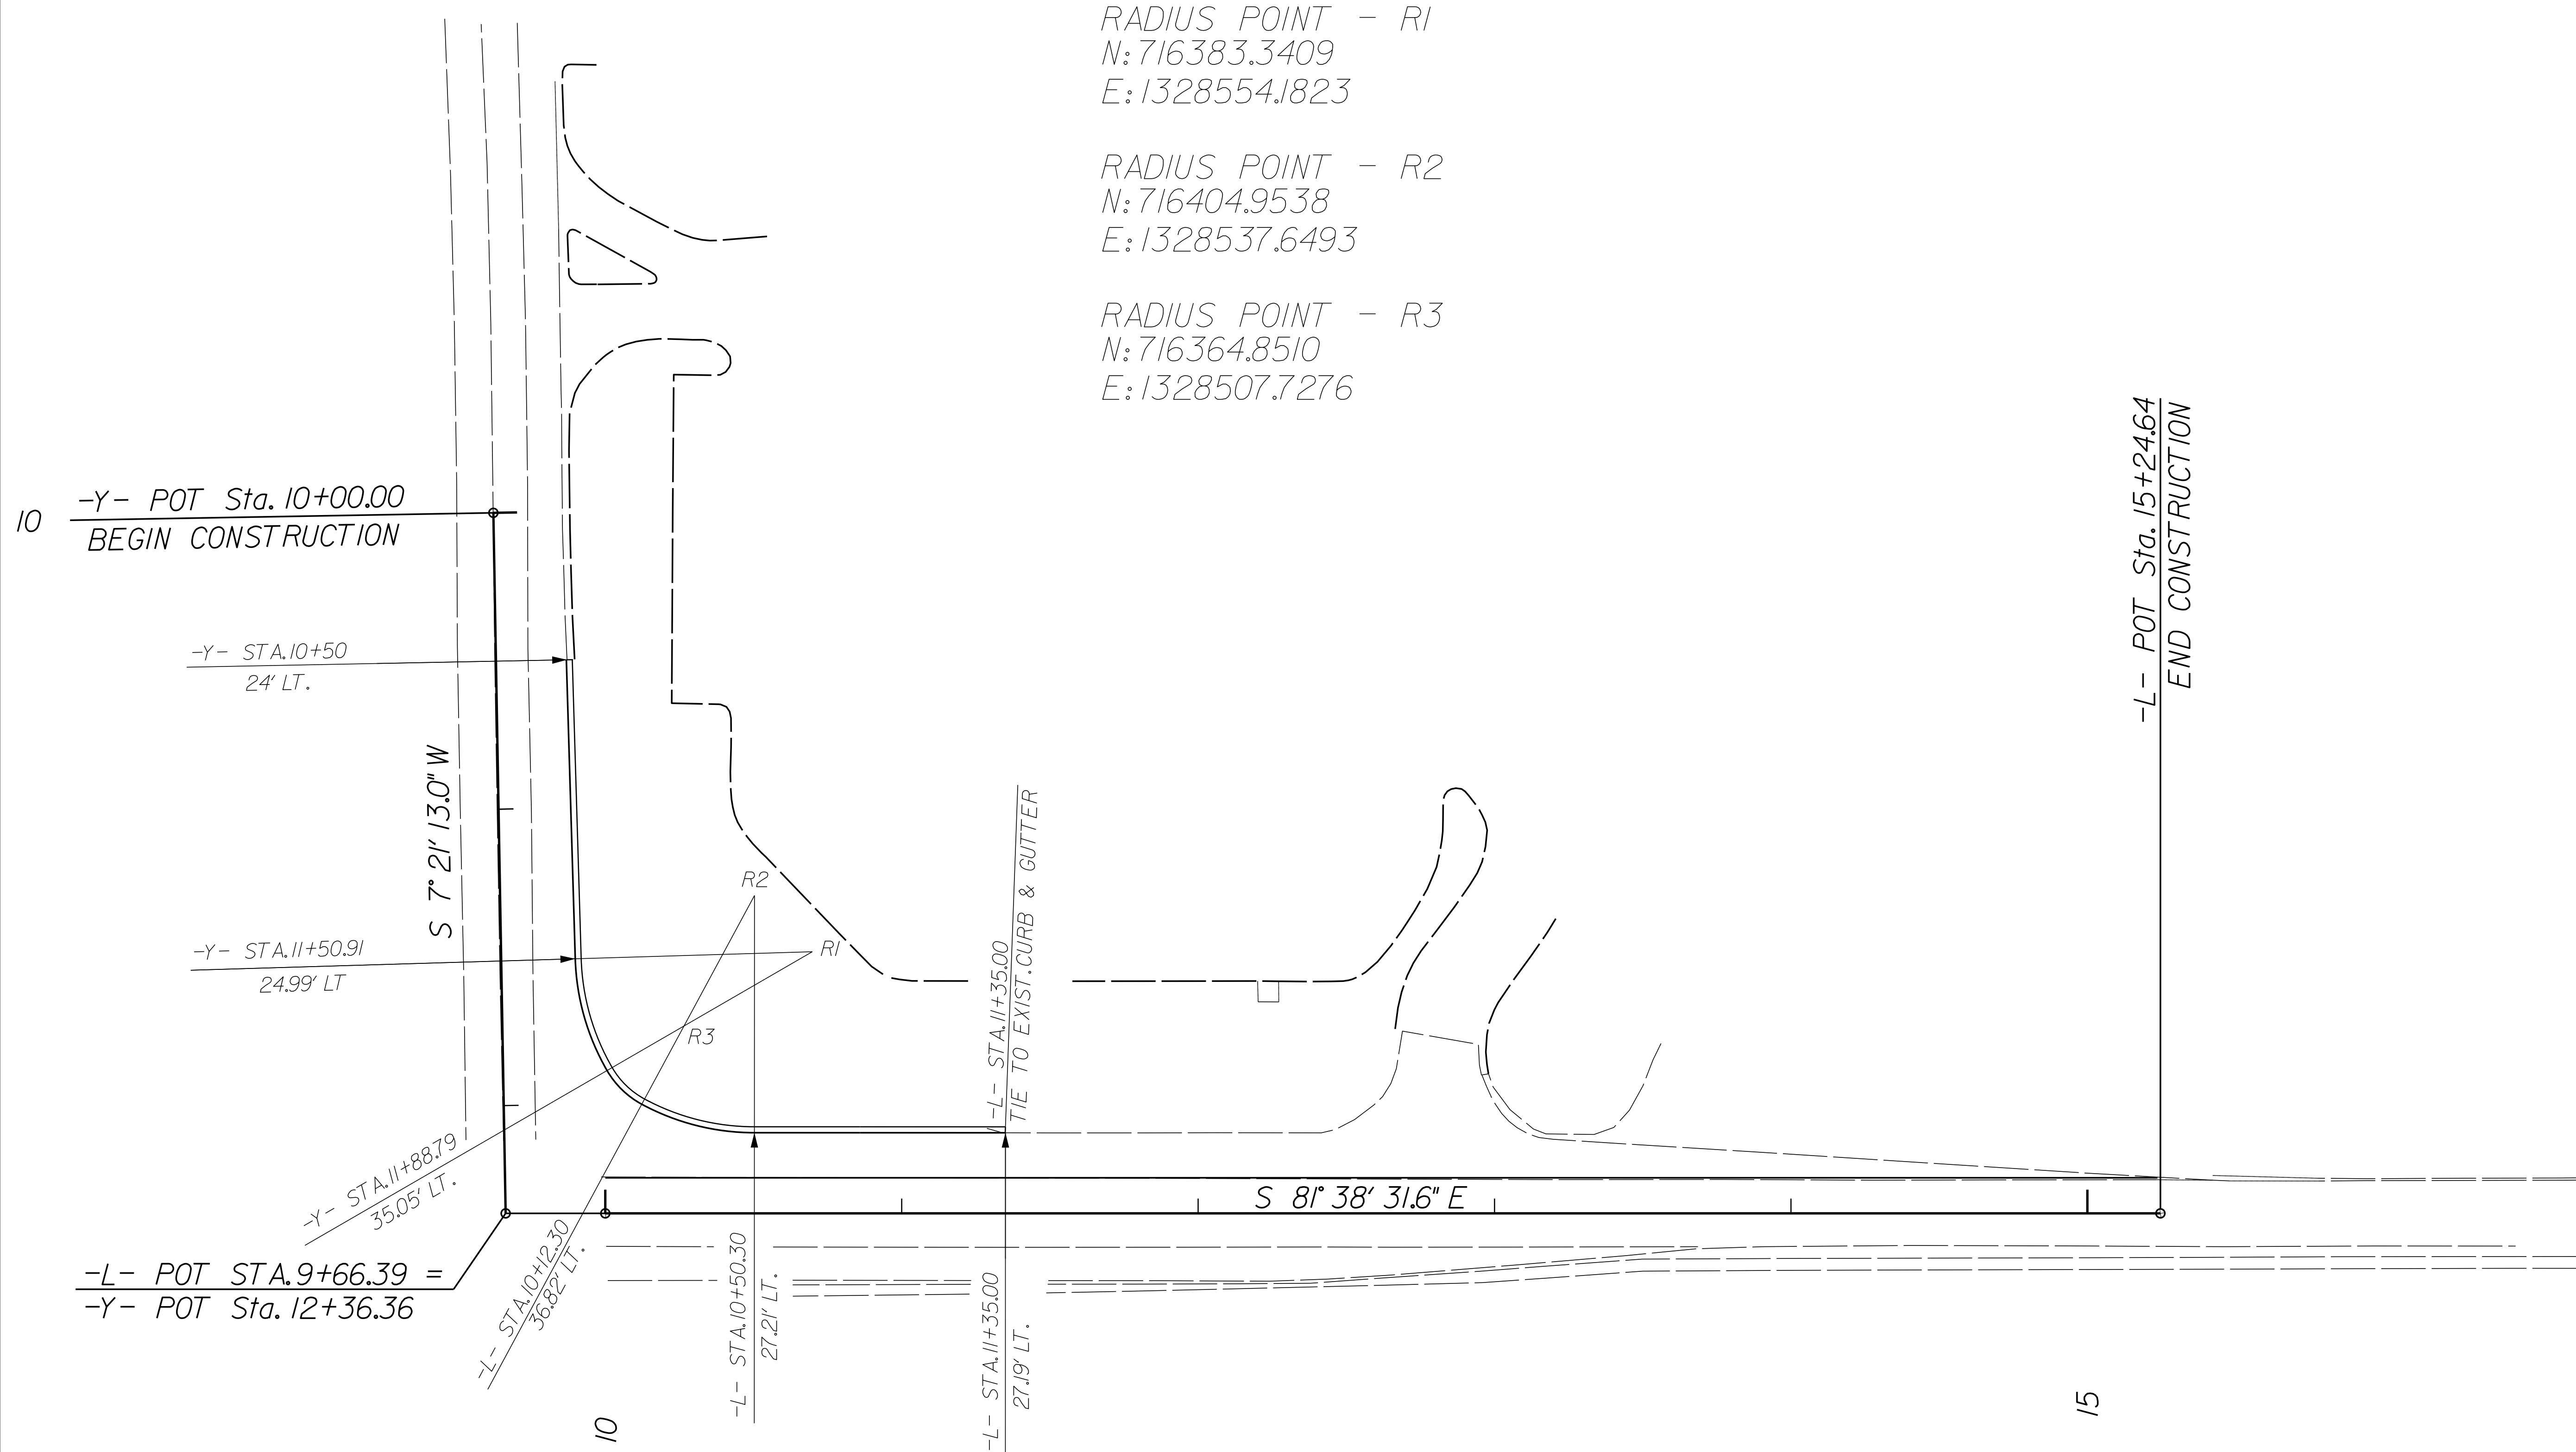 RADIUS POINT - R1
N: 716383.3409
E: 1328554.1823
RADIUS POINT - R2
N: 716404.9538
E: 1328537.6493
RADIUS POINT - R3
N: 716364.8510
E: 1328507.7276
-L- POT Sta. 15+24.64
END CONSTRUCTION
10
-Y- POT Sta. 10+00.00
BEGIN CONSTRUCTION
-Y- STA. 10+50
24' LT.
S 7° 21' 13.0" W
-Y- STA. 11+50.91
24.99' LT
R2
R1
R3
-L- STA. 11+35.00
TIE TO EXIST. CURB & GUTTER
-Y- STA. 11+88.79
35.05' LT.
S 81° 38' 31.6" E
-L- POT STA. 9+66.39 =
-Y- POT Sta. 12+36.36
-L- STA. 10+12.30
36.82' LT.
-L- STA. 10+50.30
27.21' LT.
-L- STA. 11+35.00
27.19' LT.
10
15